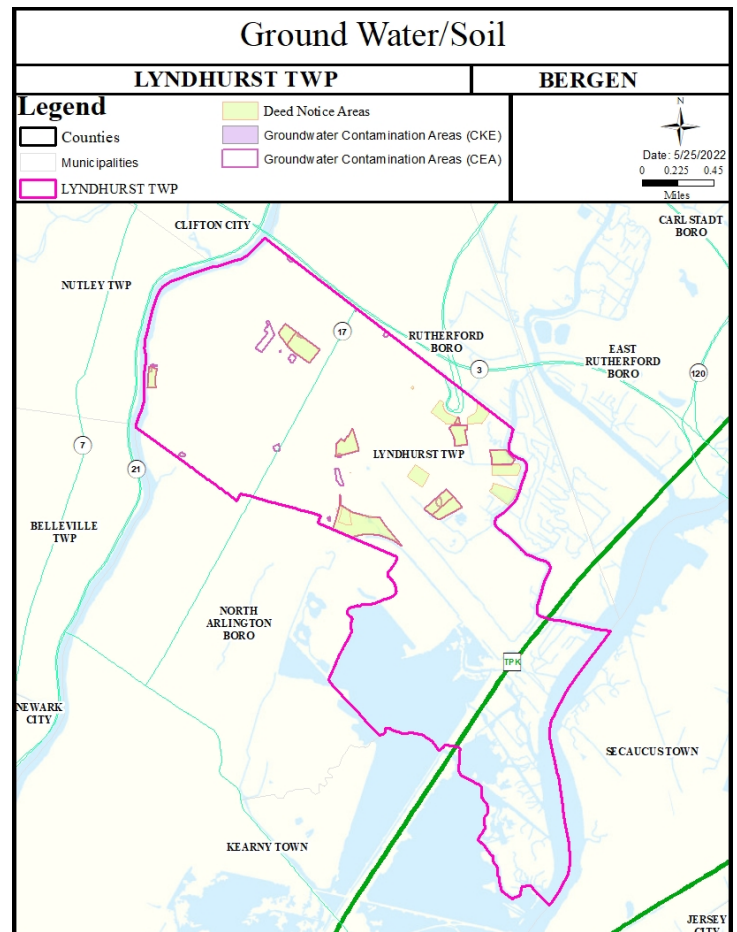 Ground Water/Soil
LYNDHURST TWP
BERGEN
Legend
Counties
Municipalities
LYNDHURST TWP
Deed Notice Areas
Groundwater Contamination Areas (CKE)
Groundwater Contamination Areas (CEA)
N
Date: 5/25/2022
0 0.225 0.45
Miles
CLIFTON CITY
CARLSTADT
BORO
NUTLEY TWP
17
RUTHERFORD
BORO
EAST
RUTHERFORD
BORO
3
120
7
21
LYNDHURST TWP
BELLEVILLE
TWP
NORTH
ARLINGTON
BORO
TPK
NEWARK
CITY
SECAUCUS TOWN
KEARNY TOWN
JERSEY
CITY